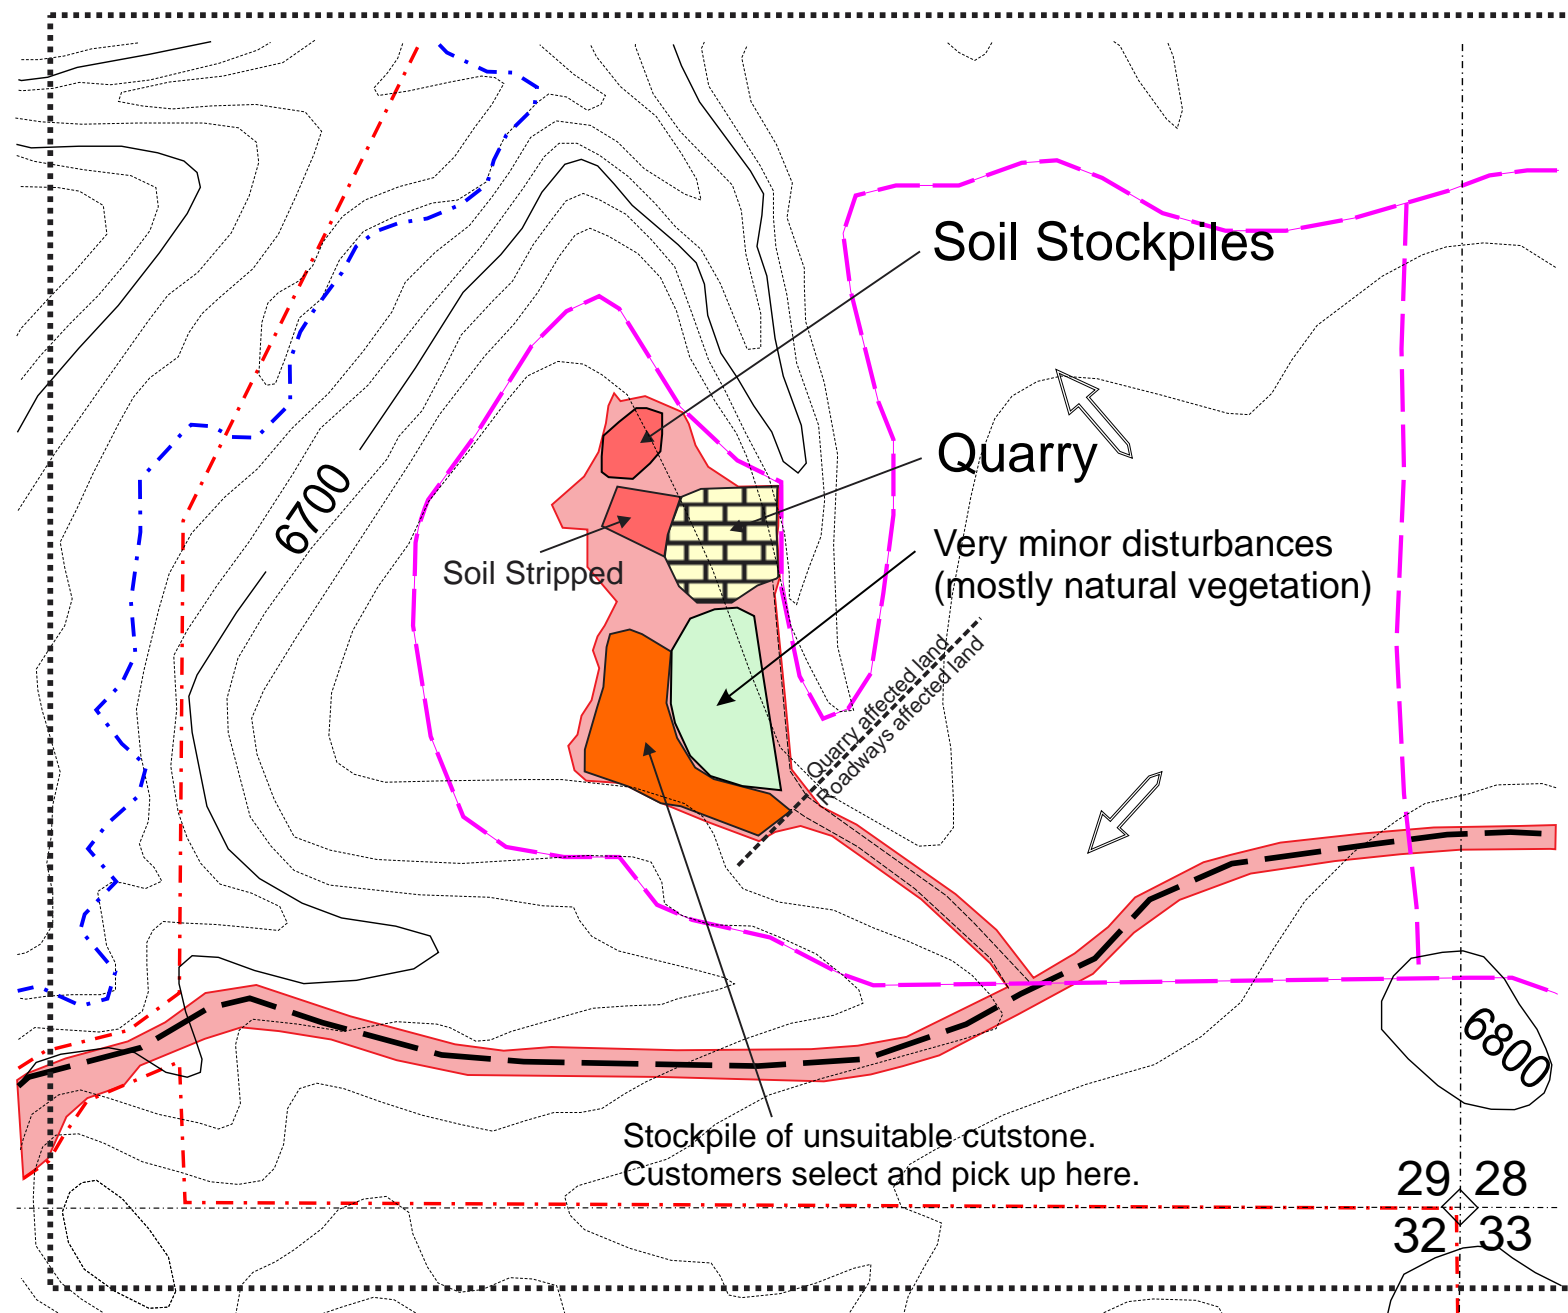 Soil Stockpiles
Quarry
6700
Very minor disturbances
(mostly natural vegetation)
Soil Stripped
Quarry affected land
Roadways affected land
6800
Stockpile of unsuitable cutstone.
Customers select and pick up here.
29 28
32 33